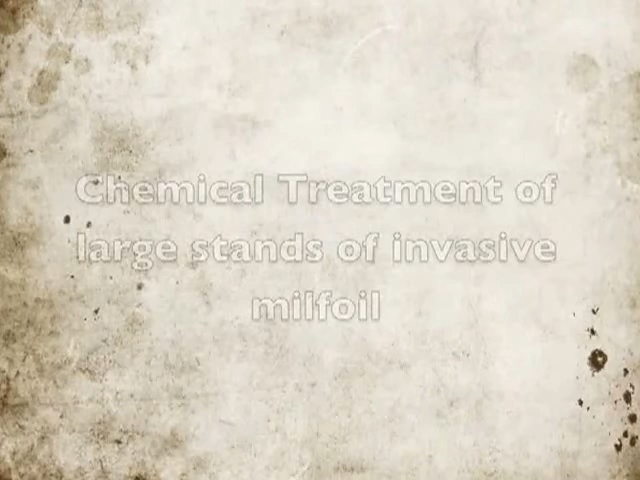 Chemical Treatment of
large stands of invasive
milfoil